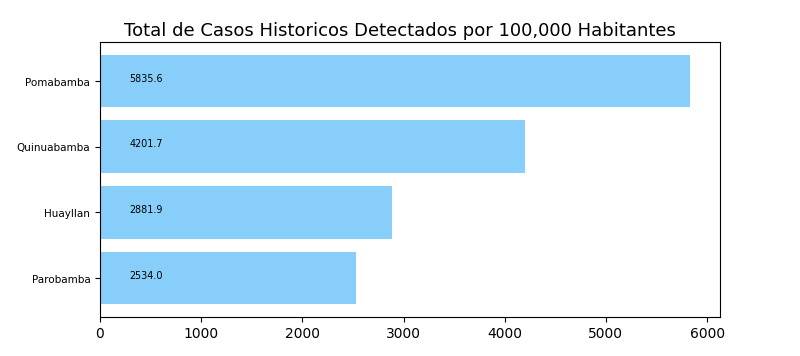 Total de Casos Historicos Detectados por 100,000 Habitantes
Pomabamba 5835.6
Quinuabamba 4201.7
Huayllan 2881.9
Parobamba 2534.0
0 1000 2000 3000 4000 5000 6000